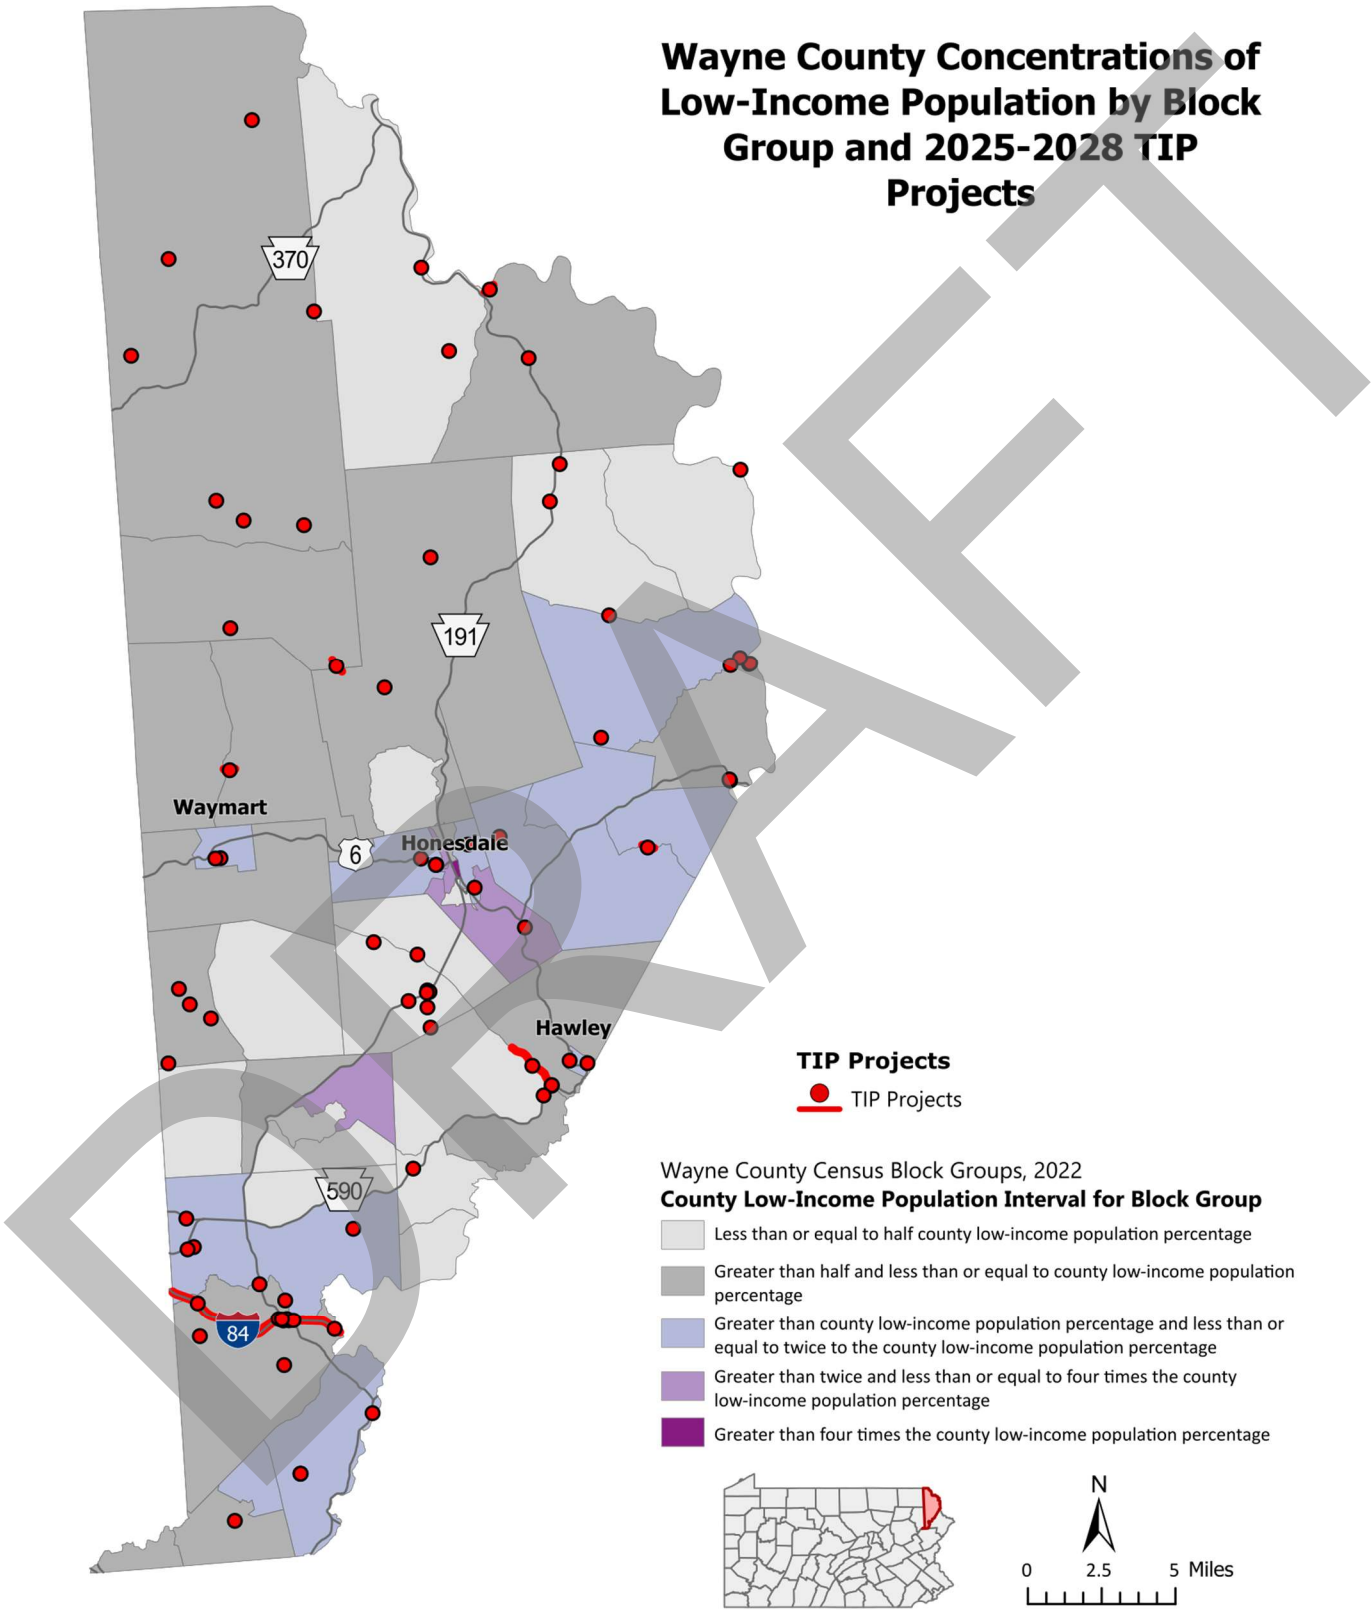 Wayne County Concentrations of
Low-Income Population by Block
Group and 2025-2028 TIP
Projects
370
191
Waymart
6
Honesdale
Hawley
590
84
DRAFT
TIP Projects
TIP Projects
Wayne County Census Block Groups, 2022
County Low-Income Population Interval for Block Group
Less than or equal to half county low-income population percentage
Greater than half and less than or equal to county low-income population
percentage
Greater than county low-income population percentage and less than or
equal to twice to the county low-income population percentage
Greater than twice and less than or equal to four times the county
low-income population percentage
Greater than four times the county low-income population percentage
N
0 2.5 5 Miles